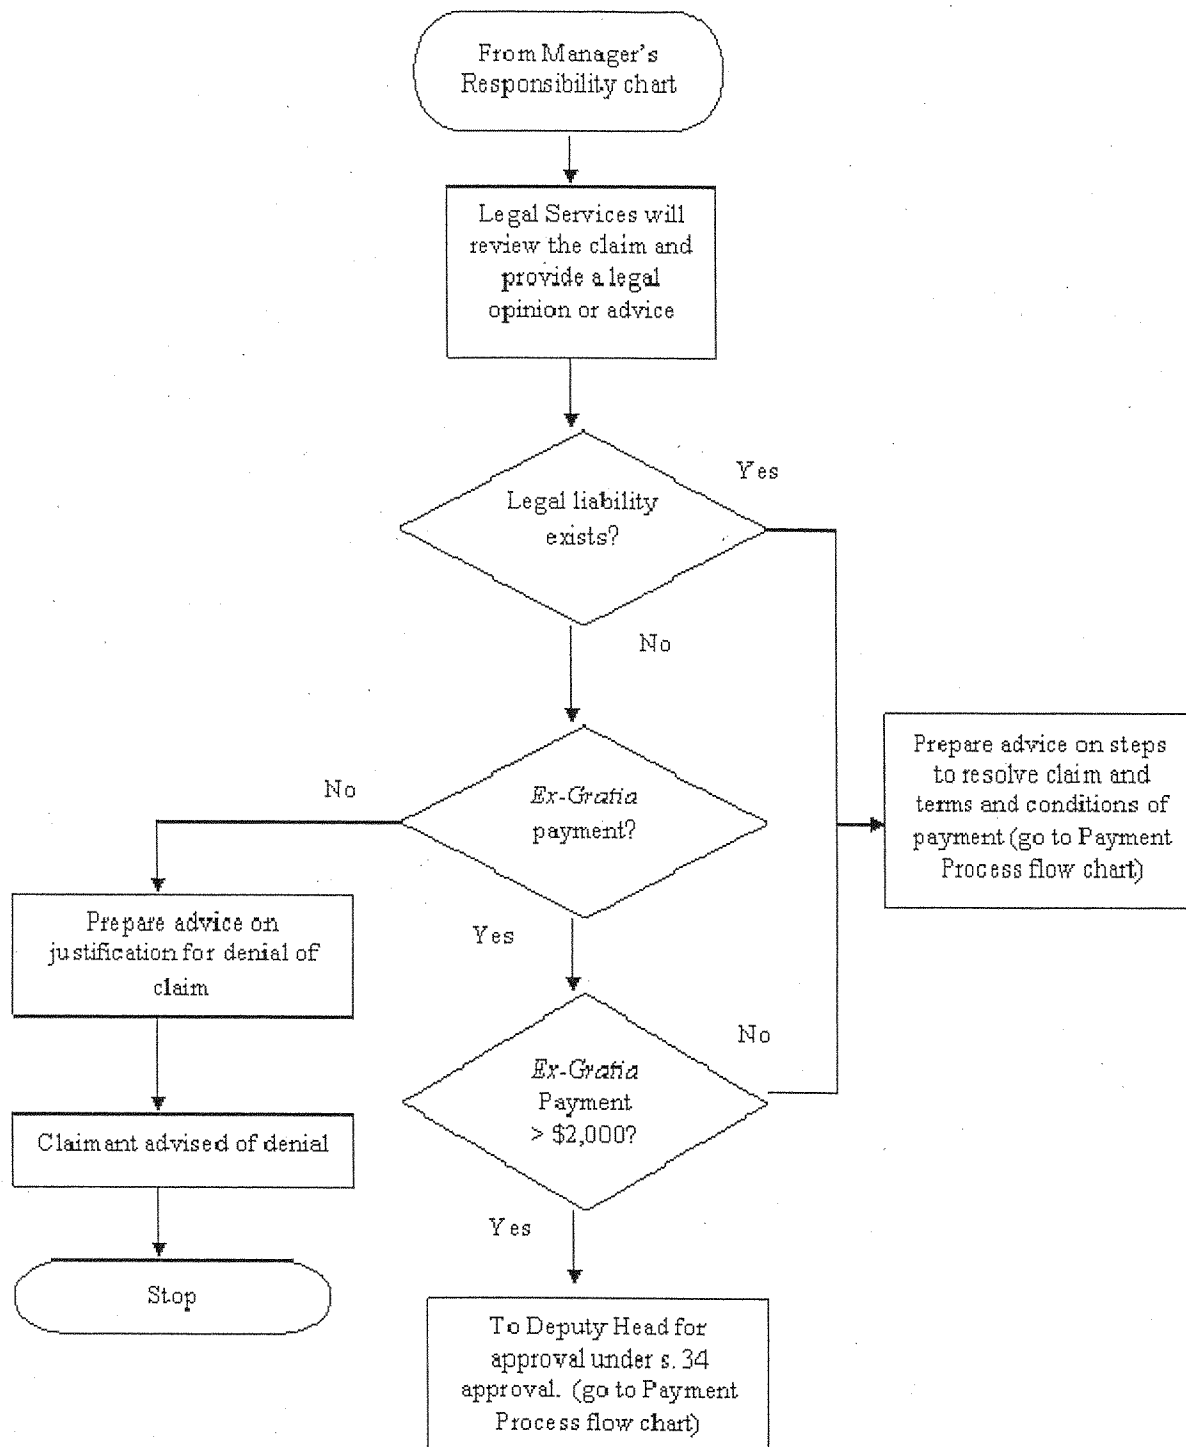 From Manager's
Responsibility chart
Legal Services will
review the claim and
provide a legal
opinion or advice
Yes
Legal liability
exists?
No
Prepare advice on steps
to resolve claim and
terms and conditions of
payment (go to Payment
Process flow chart)
No
Ex-Gratia
payment?
Prepare advice on
justification for denial of
claim
Yes
No
Ex-Gratia
Payment
> $2,000?
Claimant advised of denial
Yes
Stop
To Deputy Head for
approval under s. 34
approval. (go to Payment
Process flow chart)